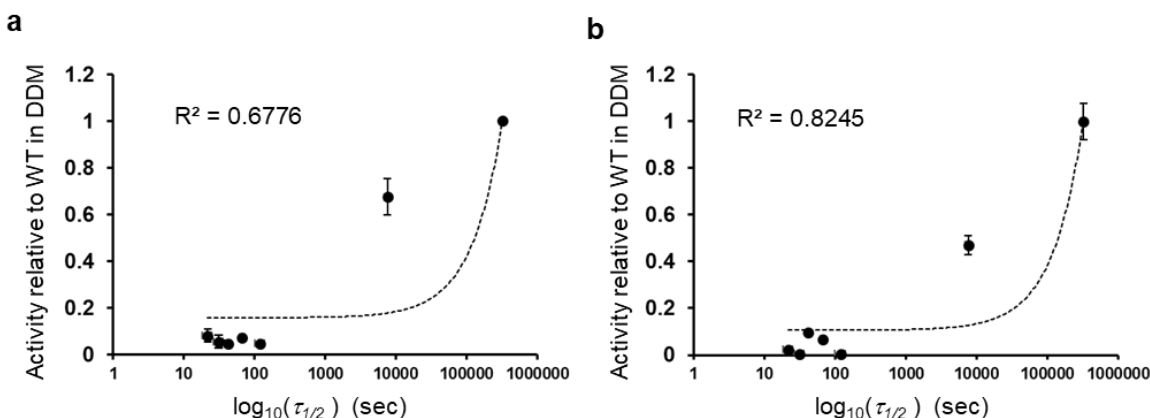 a
Activity relative to WT in DDM
1.2
1
0.8
0.6
0.4
0.2
0
R² = 0.6776
1 10 100 1000 10000 100000 1000000
log₁₀(τ₁/₂ ) (sec)
b
Activity relative to WT in DDM
1.2
1
0.8
0.6
0.4
0.2
0
R² = 0.8245
1 10 100 1000 10000 100000 1000000
log₁₀(τ₁/₂ ) (sec)